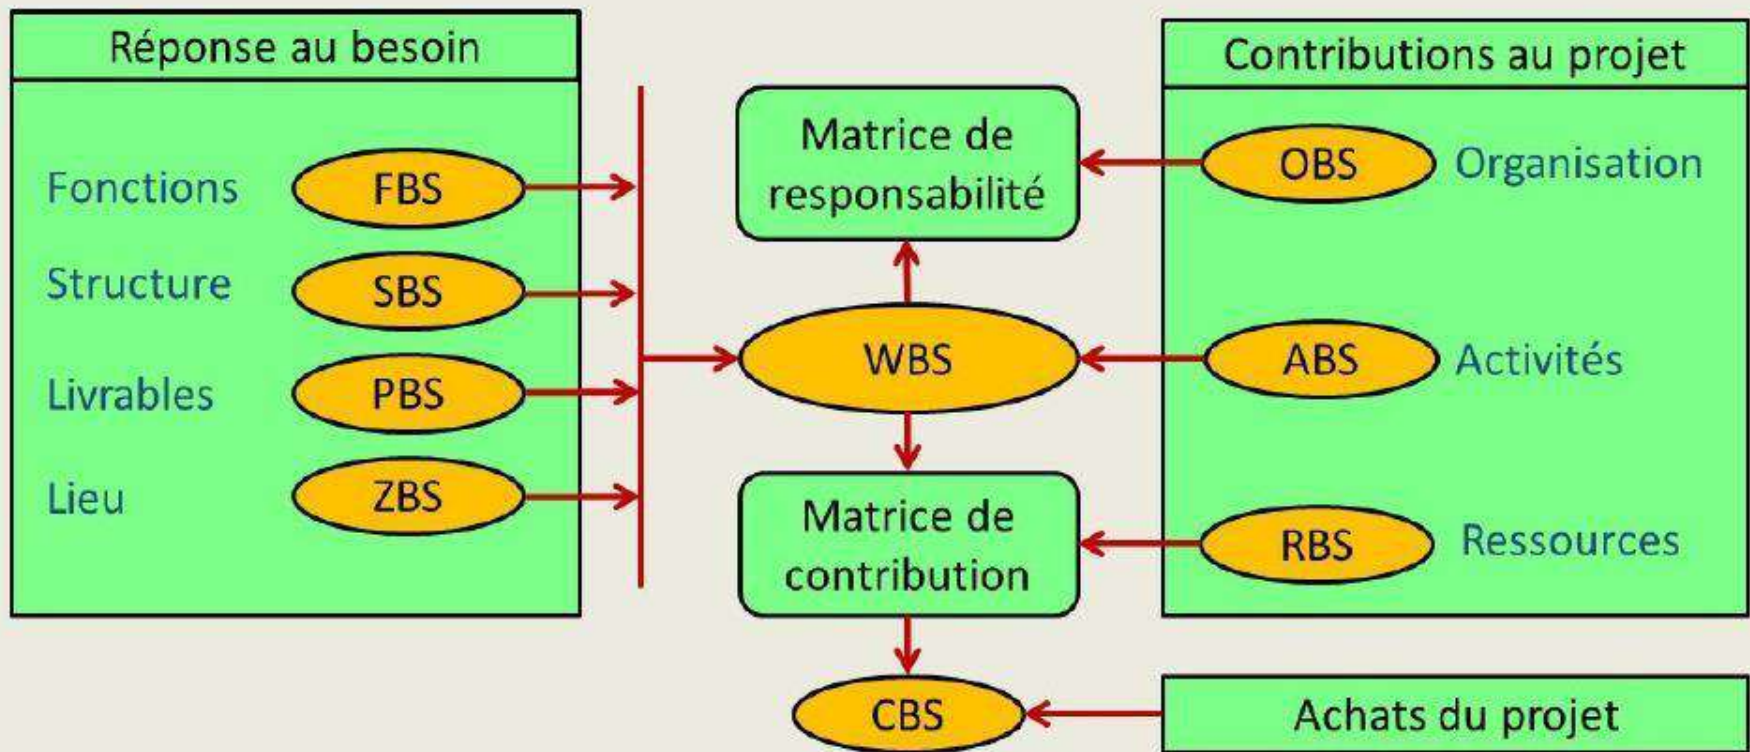 Réponse au besoin
Fonctions FBS
Structure SBS
Livrables PBS
Lieu ZBS
Matrice de
responsabilité
WBS
Matrice de
contribution
CBS
Contributions au projet
OBS Organisation
ABS Activités
RBS Ressources
Achats du projet